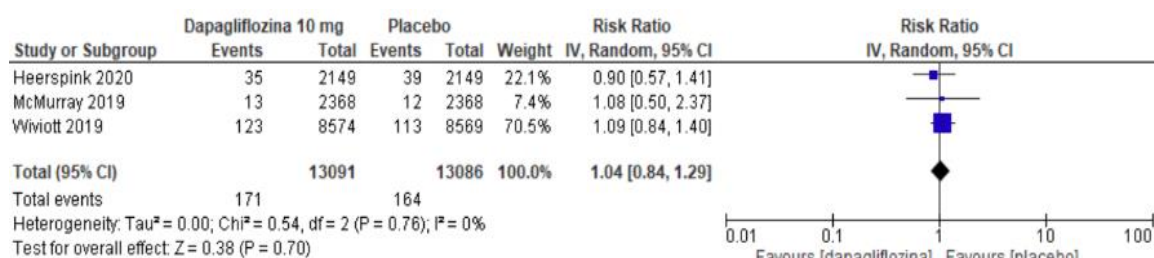 Dapagliflozina 10 mg Placebo Risk Ratio Risk Ratio
Study or Subgroup Events Total Events Total Weight IV, Random, 95% CI IV, Random, 95% CI
Heerspink 2020 35 2149 39 2149 22.1% 0.90 [0.57, 1.41]
McMurray 2019 13 2368 12 2368 7.4% 1.08 [0.50, 2.37]
Wiviott 2019 123 8574 113 8569 70.5% 1.09 [0.84, 1.40]
Total (95% CI) 13091 13086 100.0% 1.04 [0.84, 1.29]
Total events 171 164
Heterogeneity: Tau² = 0.00; Chi² = 0.54, df = 2 (P = 0.76); I² = 0%
Test for overall effect: Z = 0.38 (P = 0.70)
0.01 0.1 1 10 100
Favours [dapagliflozina] Favours [placebo]